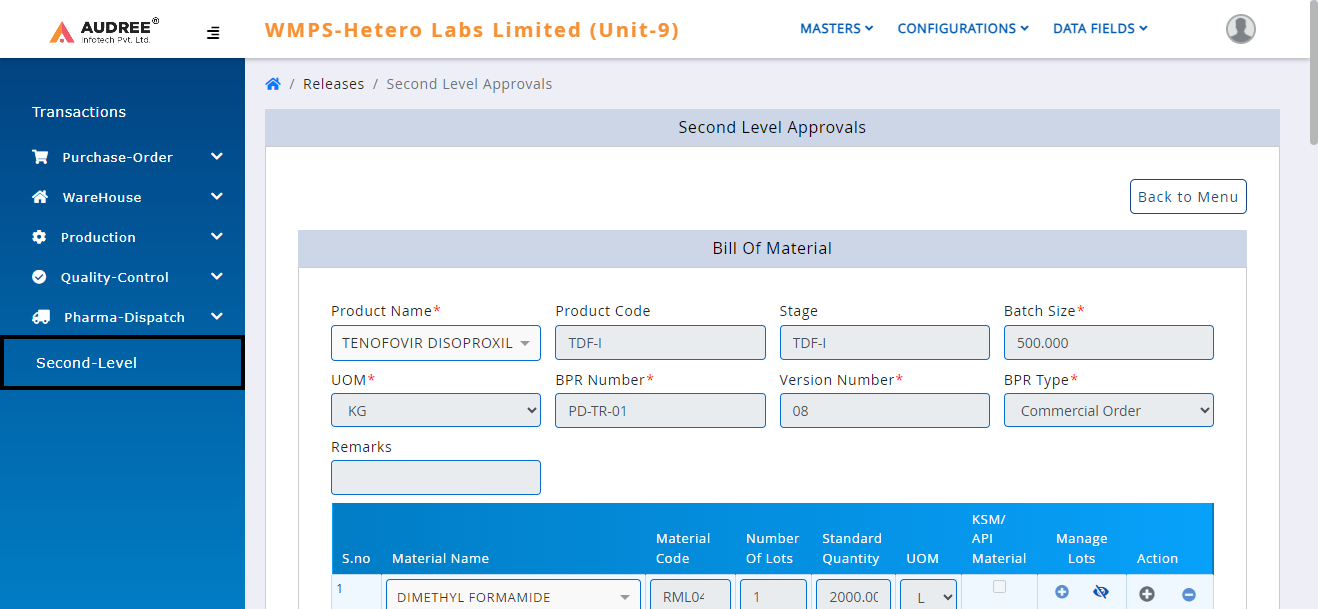 AUDREE®
Infotech Pvt. Ltd.
WMPS-Hetero Labs Limited (Unit-9)
MASTERS
CONFIGURATIONS
DATA FIELDS
Transactions
Purchase-Order
WareHouse
Production
Quality-Control
Pharma-Dispatch
Second-Level
/ Releases / Second Level Approvals
Second Level Approvals
Back to Menu
Bill Of Material
Product Name* Product Code Stage Batch Size*
TENOFOVIR DISOPROXIL TDF-I TDF-I 500.000
UOM* BPR Number* Version Number* BPR Type*
KG PD-TR-01 08 Commercial Order
Remarks
S.no
Material Name
Material
Code
Number
Of Lots
Standard
Quantity
UOM
KSM/
API
Material
Manage
Lots
Action
1 DIMETHYL FORMAMIDE RML04 1 2000.00 L